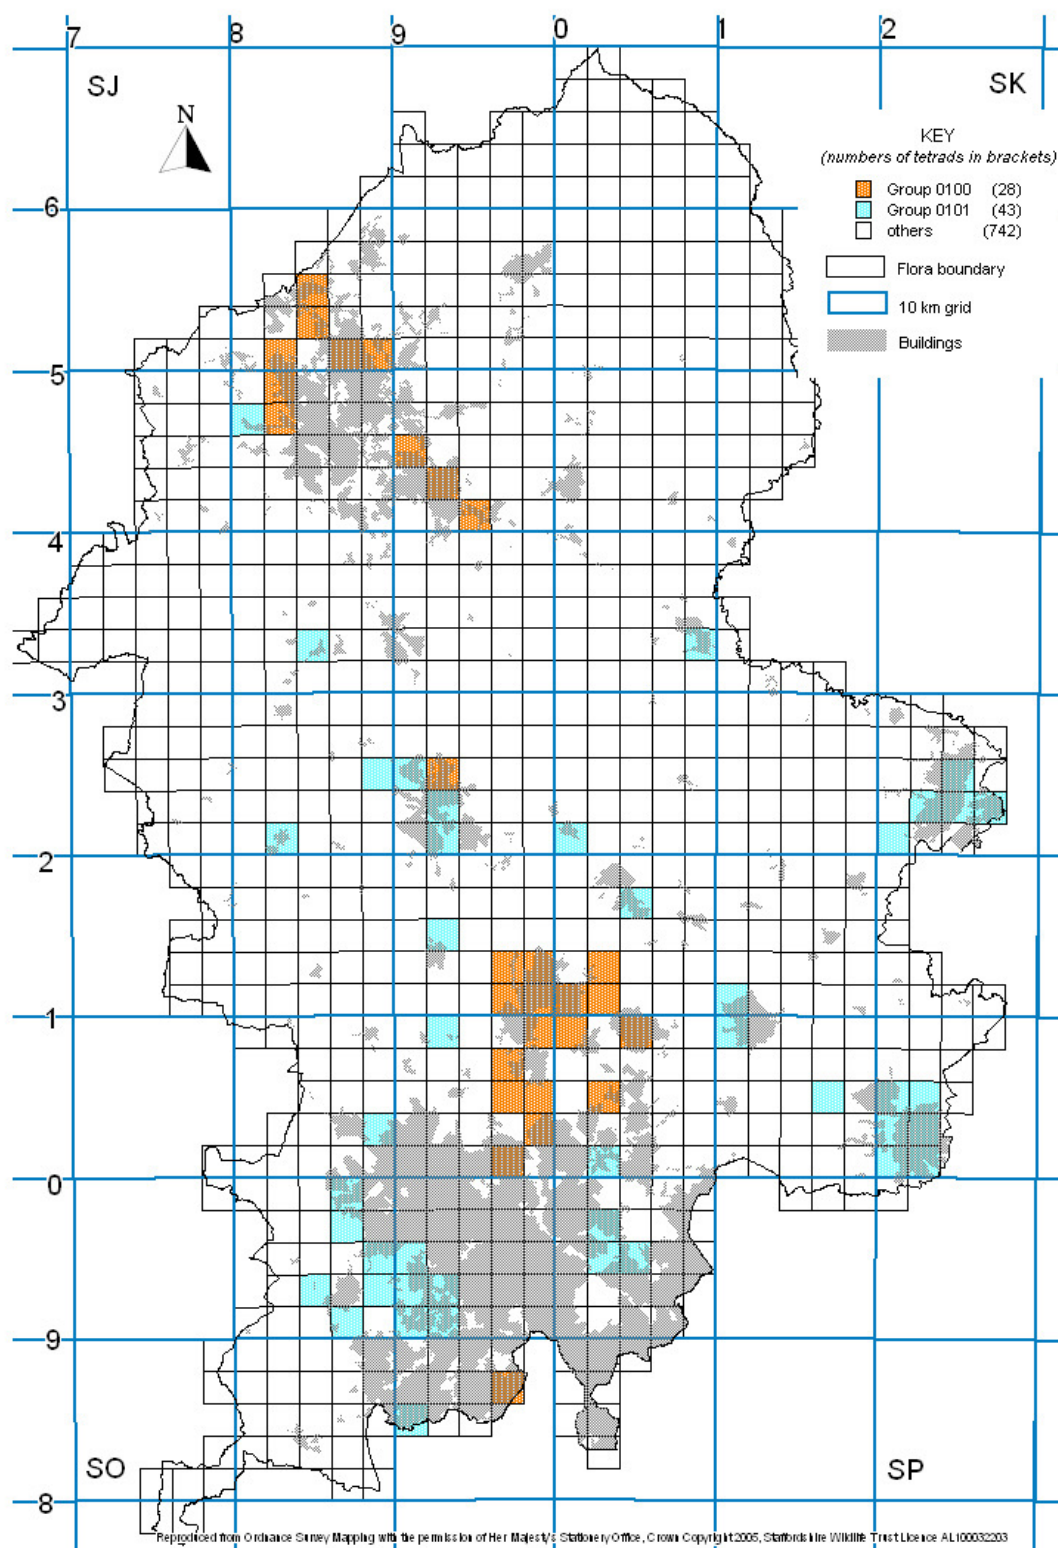 7 8 9 0 1 2
SJ
SK
N
KEY
(numbers of tetrads in brackets)
Group 0100 (28)
Group 0101 (43)
others (742)
Flora boundary
10 km grid
Buildings
6
5
4
3
2
1
0
9
SO
SP
8
Reproduced from Ordnance Survey Mapping with the permission of Her Majesty's Stationery Office, Crown Copyright 2005, Staffordshire Wildlife Trust Licence AL100032203